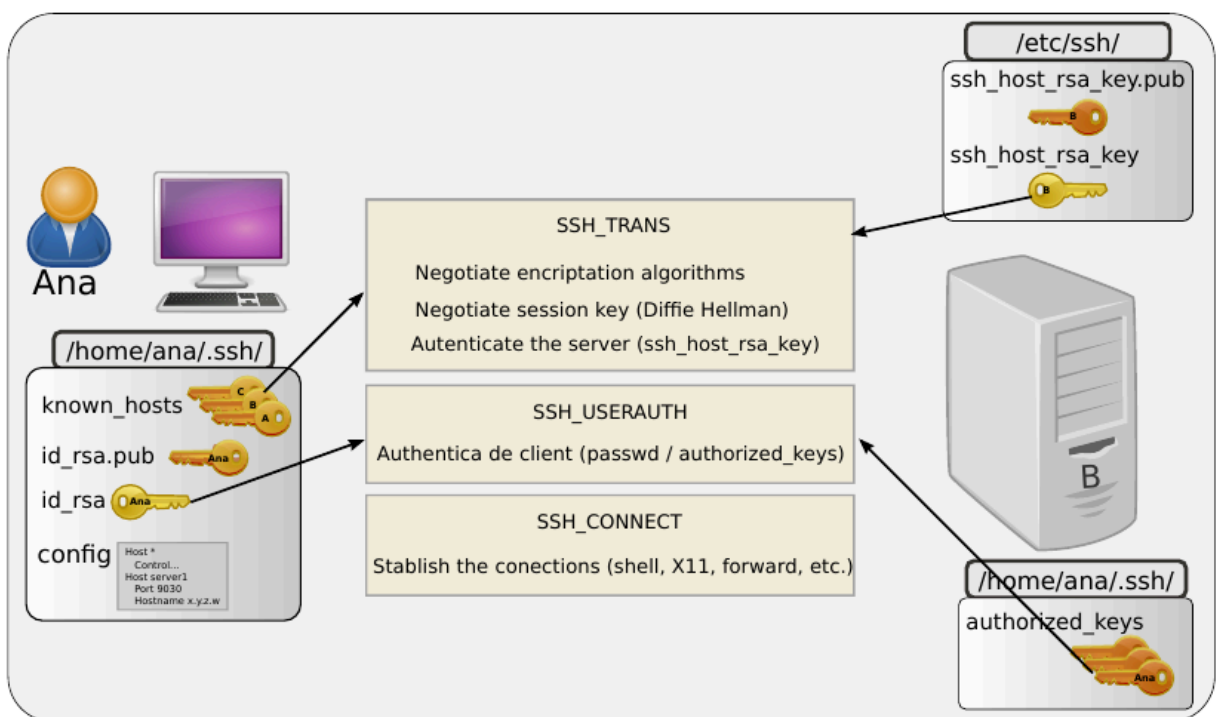 /etc/ssh/
ssh_host_rsa_key.pub
B
ssh_host_rsa_key
B
Ana
/home/ana/.ssh/
known_hosts
C
B
A
id_rsa.pub
Ana
id_rsa
Ana
config
Host *
Control...
Host server1
Port 9030
Hostname x.y.z.w
SSH_TRANS
Negotiate encriptation algorithms
Negotiate session key (Diffie Hellman)
Autenticate the server (ssh_host_rsa_key)
SSH_USERAUTH
Authentica de client (passwd / authorized_keys)
SSH_CONNECT
Stablish the conections (shell, X11, forward, etc.)
B
/home/ana/.ssh/
authorized_keys
Ana